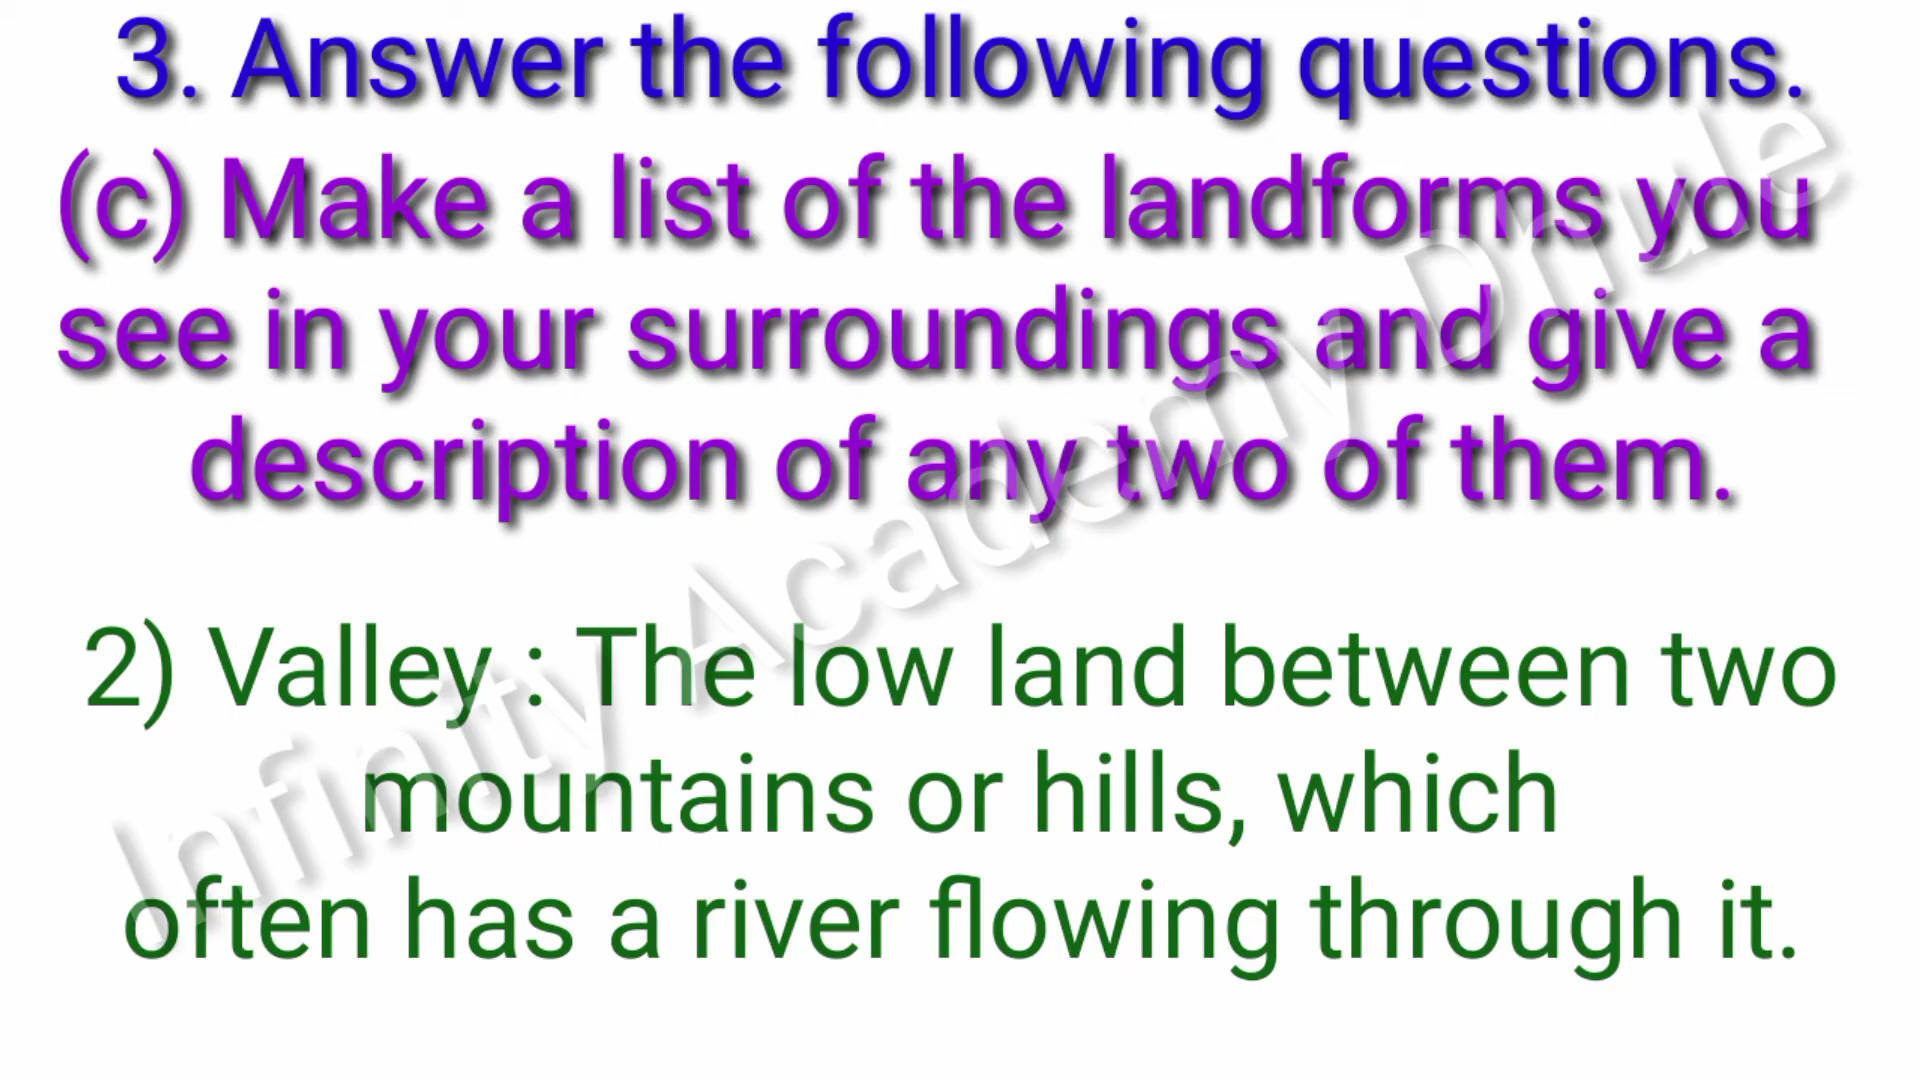 3. Answer the following questions.
(c) Make a list of the landforms you
see in your surroundings and give a
description of any two of them.
2) Valley : The low land between two
mountains or hills, which
often has a river flowing through it.
Infinity Academy Dhule